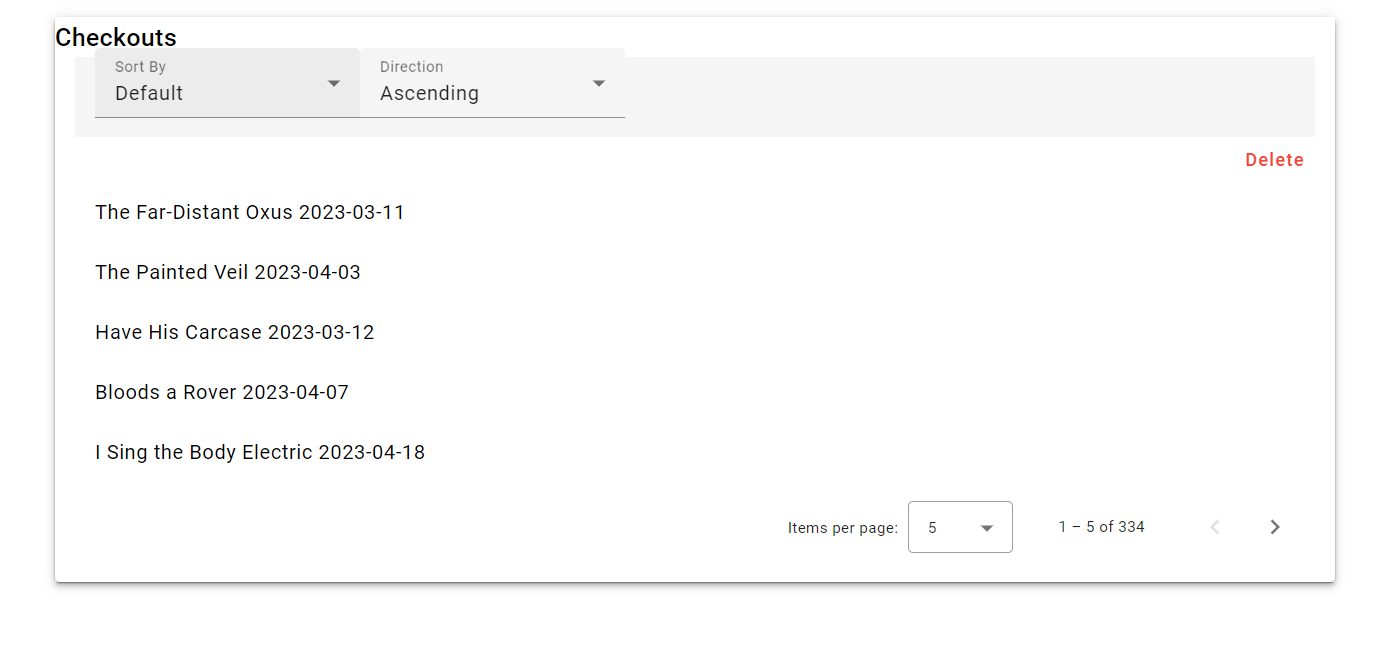 Checkouts
Sort By
Default
Direction
Ascending
Delete
The Far-Distant Oxus 2023-03-11
The Painted Veil 2023-04-03
Have His Carcase 2023-03-12
Bloods a Rover 2023-04-07
I Sing the Body Electric 2023-04-18
Items per page: 5 1 – 5 of 334